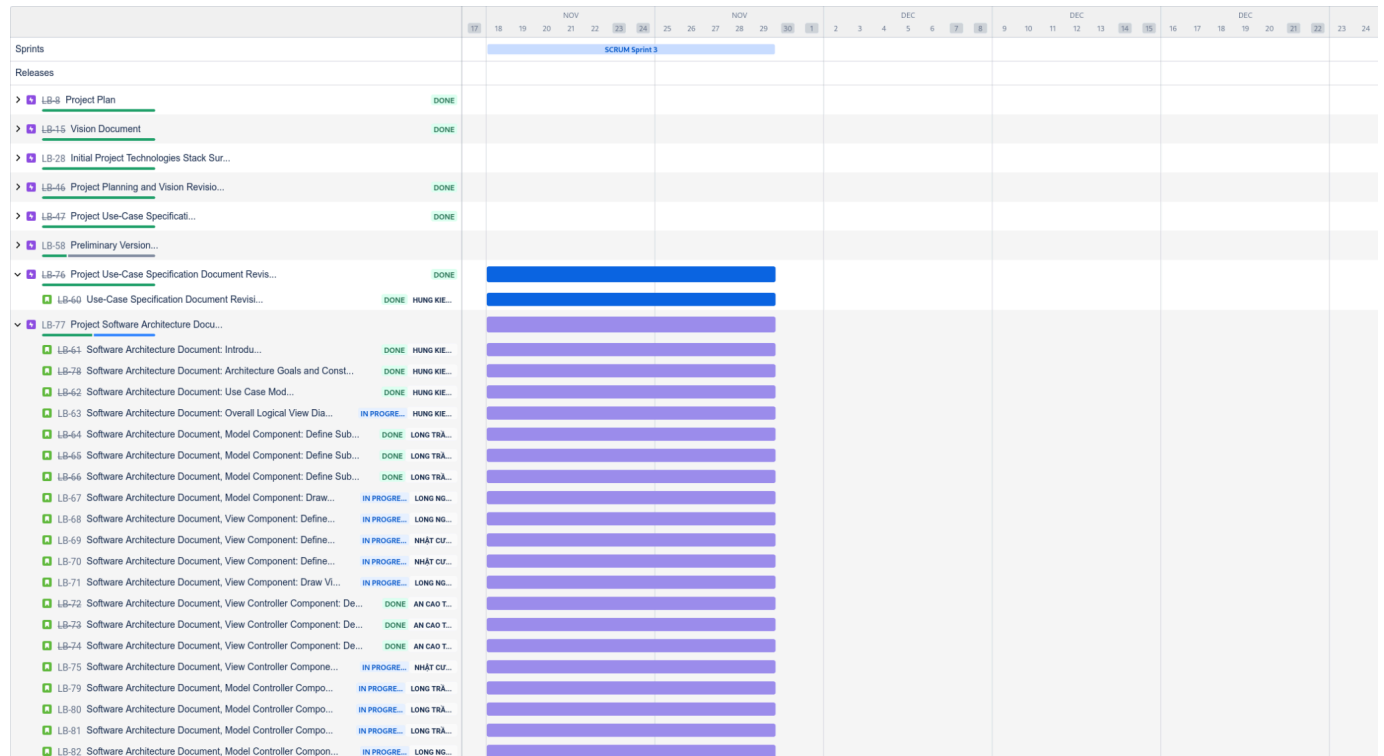 NOV NOV DEC DEC DEC
17 18 19 20 21 22 23 24 25 26 27 28 29 30 1 2 3 4 5 6 7 8 9 10 11 12 13 14 15 16 17 18 19 20 21 22 23 24
Sprints SCRUM Sprint 3
Releases
LB-8 Project Plan DONE
LB-15 Vision Document DONE
LB-28 Initial Project Technologies Stack Sur...
LB-46 Project Planning and Vision Revisio... DONE
LB-47 Project Use-Case Specificati... DONE
LB-58 Preliminary Version...
LB-76 Project Use-Case Specification Document Revis... DONE
LB-60 Use-Case Specification Document Revisi... DONE HUNG KIE...
LB-77 Project Software Architecture Docu...
LB-61 Software Architecture Document: Introdu... DONE HUNG KIE...
LB-78 Software Architecture Document: Architecture Goals and Const... DONE HUNG KIE...
LB-62 Software Architecture Document: Use Case Mod... DONE HUNG KIE...
LB-63 Software Architecture Document: Overall Logical View Dia... IN PROGRE... HUNG KIE...
LB-64 Software Architecture Document, Model Component: Define Sub... DONE LONG TRẦ...
LB-65 Software Architecture Document, Model Component: Define Sub... DONE LONG TRẦ...
LB-66 Software Architecture Document, Model Component: Define Sub... DONE LONG TRẦ...
LB-67 Software Architecture Document, Model Component: Draw... IN PROGRE... LONG NG...
LB-68 Software Architecture Document, View Component: Define... IN PROGRE... LONG NG...
LB-69 Software Architecture Document, View Component: Define... IN PROGRE... NHẬT CƯ...
LB-70 Software Architecture Document, View Component: Define... IN PROGRE... NHẬT CƯ...
LB-71 Software Architecture Document, View Component: Draw Vi... IN PROGRE... LONG NG...
LB-72 Software Architecture Document, View Controller Component: De... DONE AN CAO T...
LB-73 Software Architecture Document, View Controller Component: De... DONE AN CAO T...
LB-74 Software Architecture Document, View Controller Component: De... DONE AN CAO T...
LB-75 Software Architecture Document, View Controller Compone... IN PROGRE... NHẬT CƯ...
LB-79 Software Architecture Document, Model Controller Compo... IN PROGRE... LONG TRẦ...
LB-80 Software Architecture Document, Model Controller Compo... IN PROGRE... LONG TRẦ...
LB-81 Software Architecture Document, Model Controller Compo... IN PROGRE... LONG TRẦ...
LB-82 Software Architecture Document, Model Controller Compon... IN PROGRE... LONG NG...